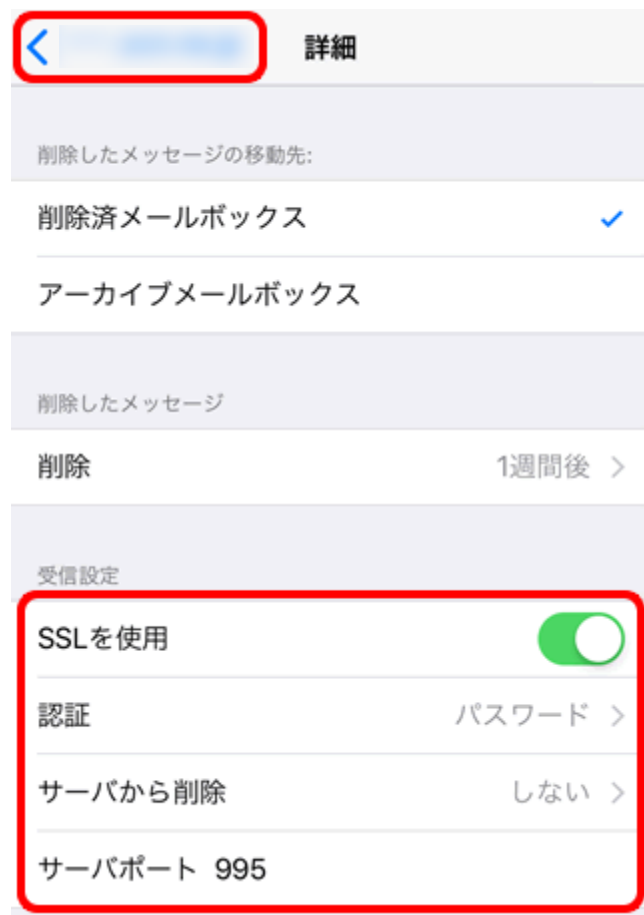 詳細
削除したメッセージの移動先:
削除済メールボックス
アーカイブメールボックス
削除したメッセージ
削除 1週間後
受信設定
SSLを使用
認証 パスワード
サーバから削除 しない
サーバポート 995